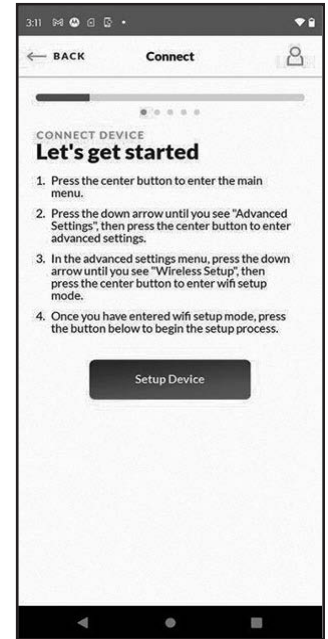 3:11
BACK
Connect
CONNECT DEVICE
Let's get started
1. Press the center button to enter the main
menu.
2. Press the down arrow until you see "Advanced
Settings", then press the center button to enter
advanced settings.
3. In the advanced settings menu, press the down
arrow until you see "Wireless Setup", then
press the center button to enter wifi setup
mode.
4. Once you have entered wifi setup mode, press
the button below to begin the setup process.
Setup Device